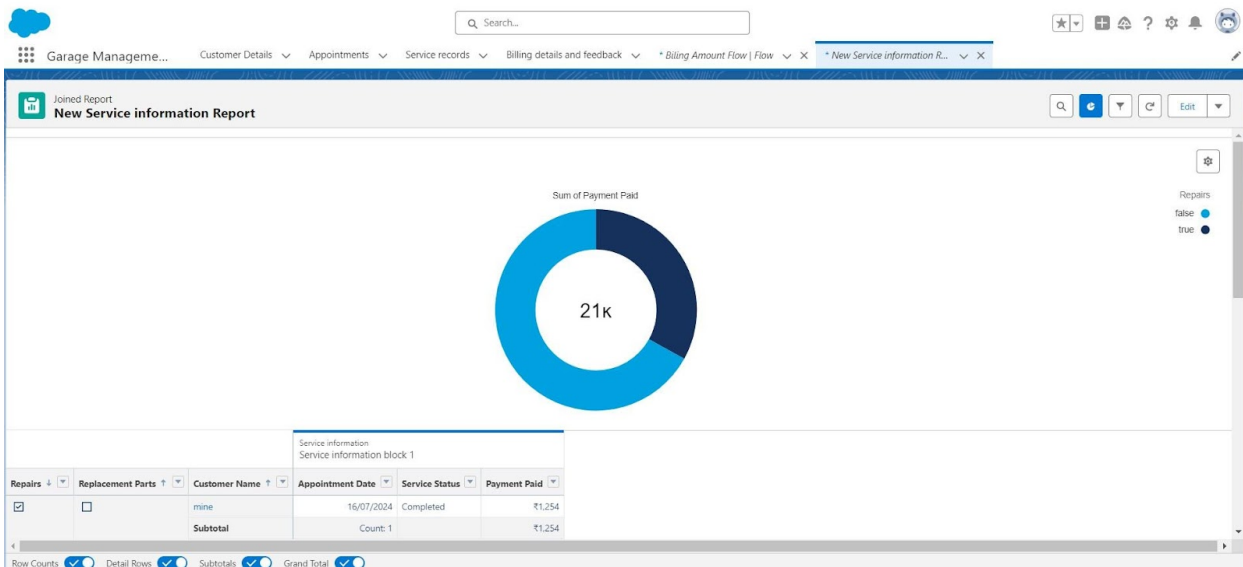 Search...
Garage Manageme...
Customer Details
Appointments
Service records
Billing details and feedback
* Biling Amount Flow | Flow
* New Service information R...
Joined Report
New Service information Report
Edit
Sum of Payment Paid
Repairs
false
true
21K
Service information
Service information block 1
Repairs Replacement Parts Customer Name Appointment Date Service Status Payment Paid
mine 16/07/2024 Completed ₹1,254
Subtotal Count: 1 ₹1,254
Row Counts Detail Rows Subtotals Grand Total